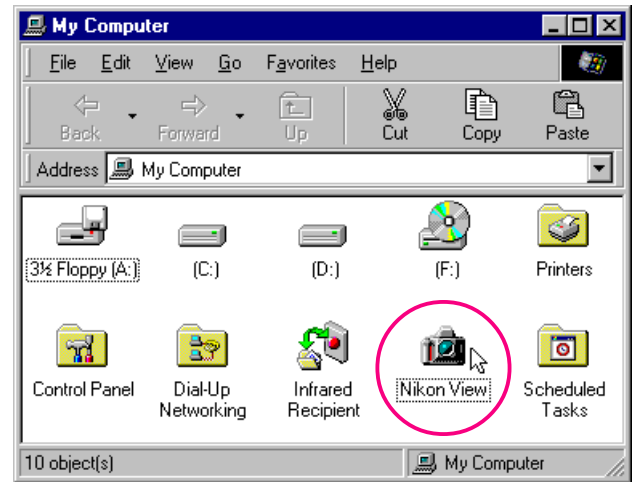 My Computer
File Edit View Go Favorites Help
Back Forward Up Cut Copy Paste
Address My Computer
3½ Floppy (A:) (C:) (D:) (F:) Printers
Control Panel Dial-Up Networking Infrared Recipient Nikon View Scheduled Tasks
10 object(s) My Computer